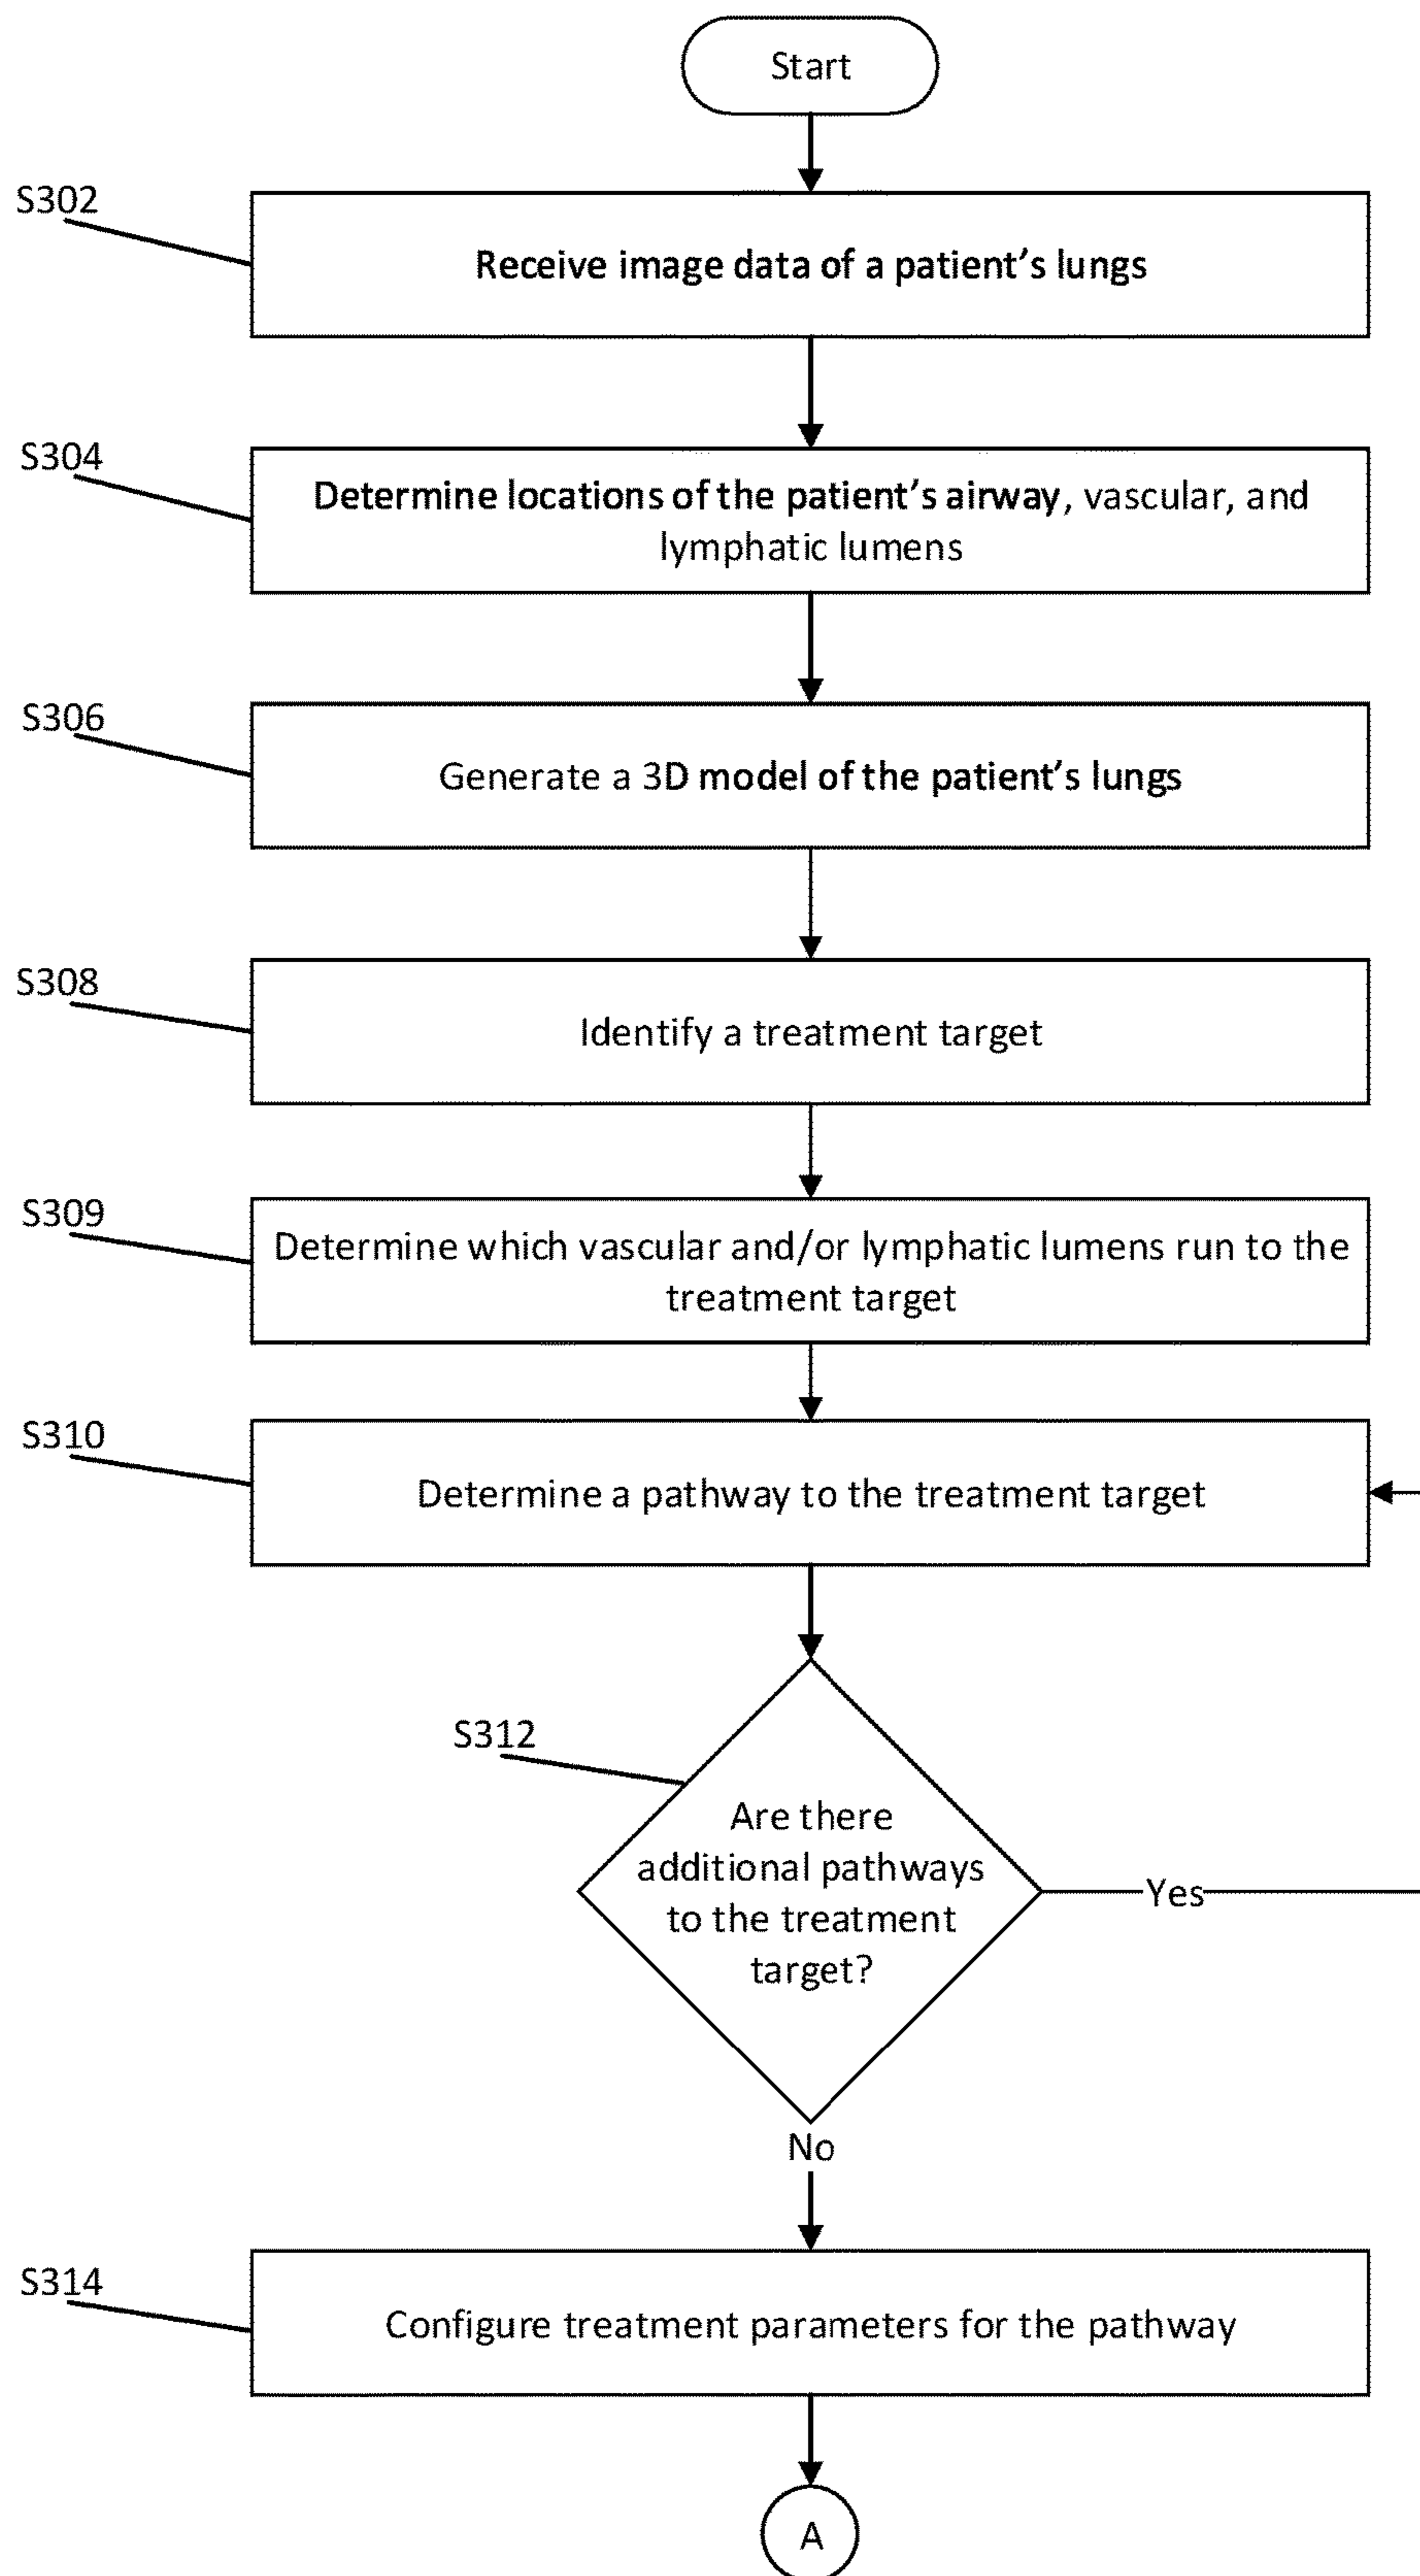 Start
S302
Receive image data of a patient's lungs
S304
Determine locations of the patient's airway, vascular, and
lymphatic lumens
S306
Generate a 3D model of the patient's lungs
S308
Identify a treatment target
S309
Determine which vascular and/or lymphatic lumens run to the
treatment target
S310
Determine a pathway to the treatment target
S312
Are there
additional pathways
to the treatment
target?
Yes
No
S314
Configure treatment parameters for the pathway
A